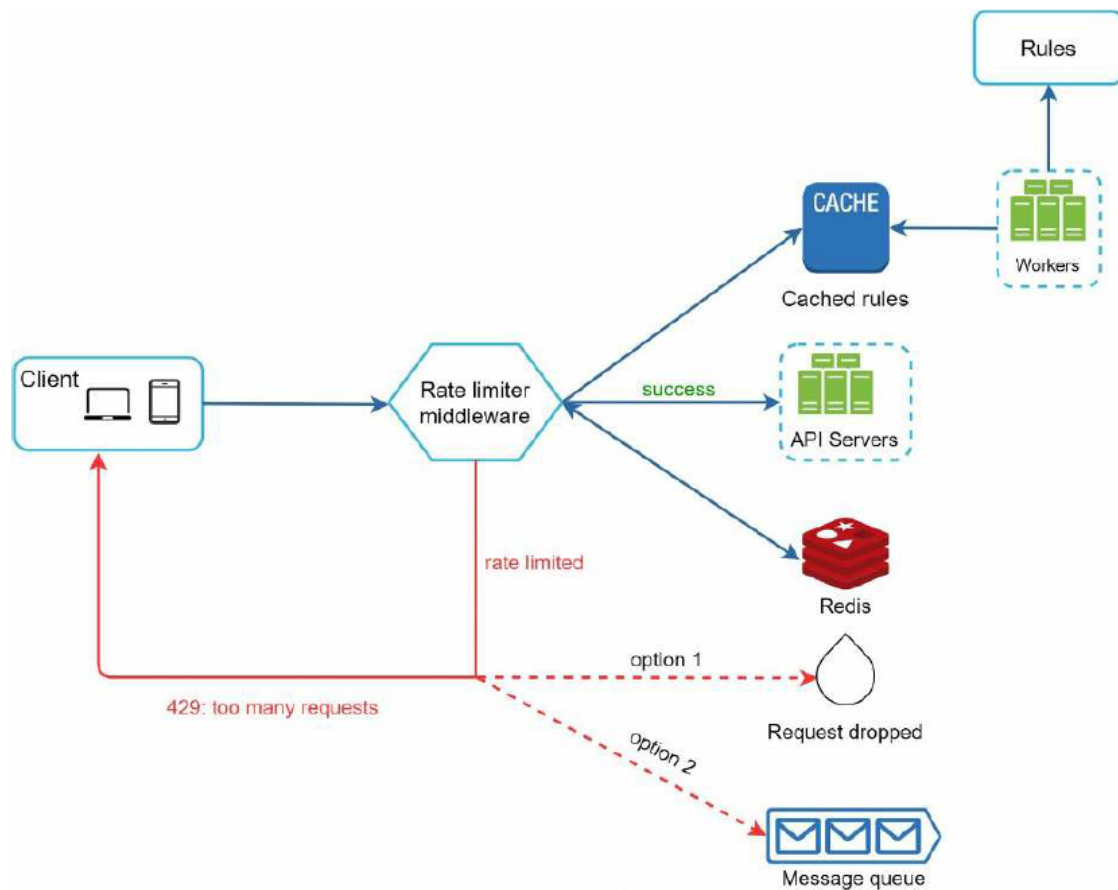 Rules
CACHE
Workers
Cached rules
Client
Rate limiter
middleware
success
API Servers
rate limited
Redis
option 1
429: too many requests
Request dropped
option 2
Message queue